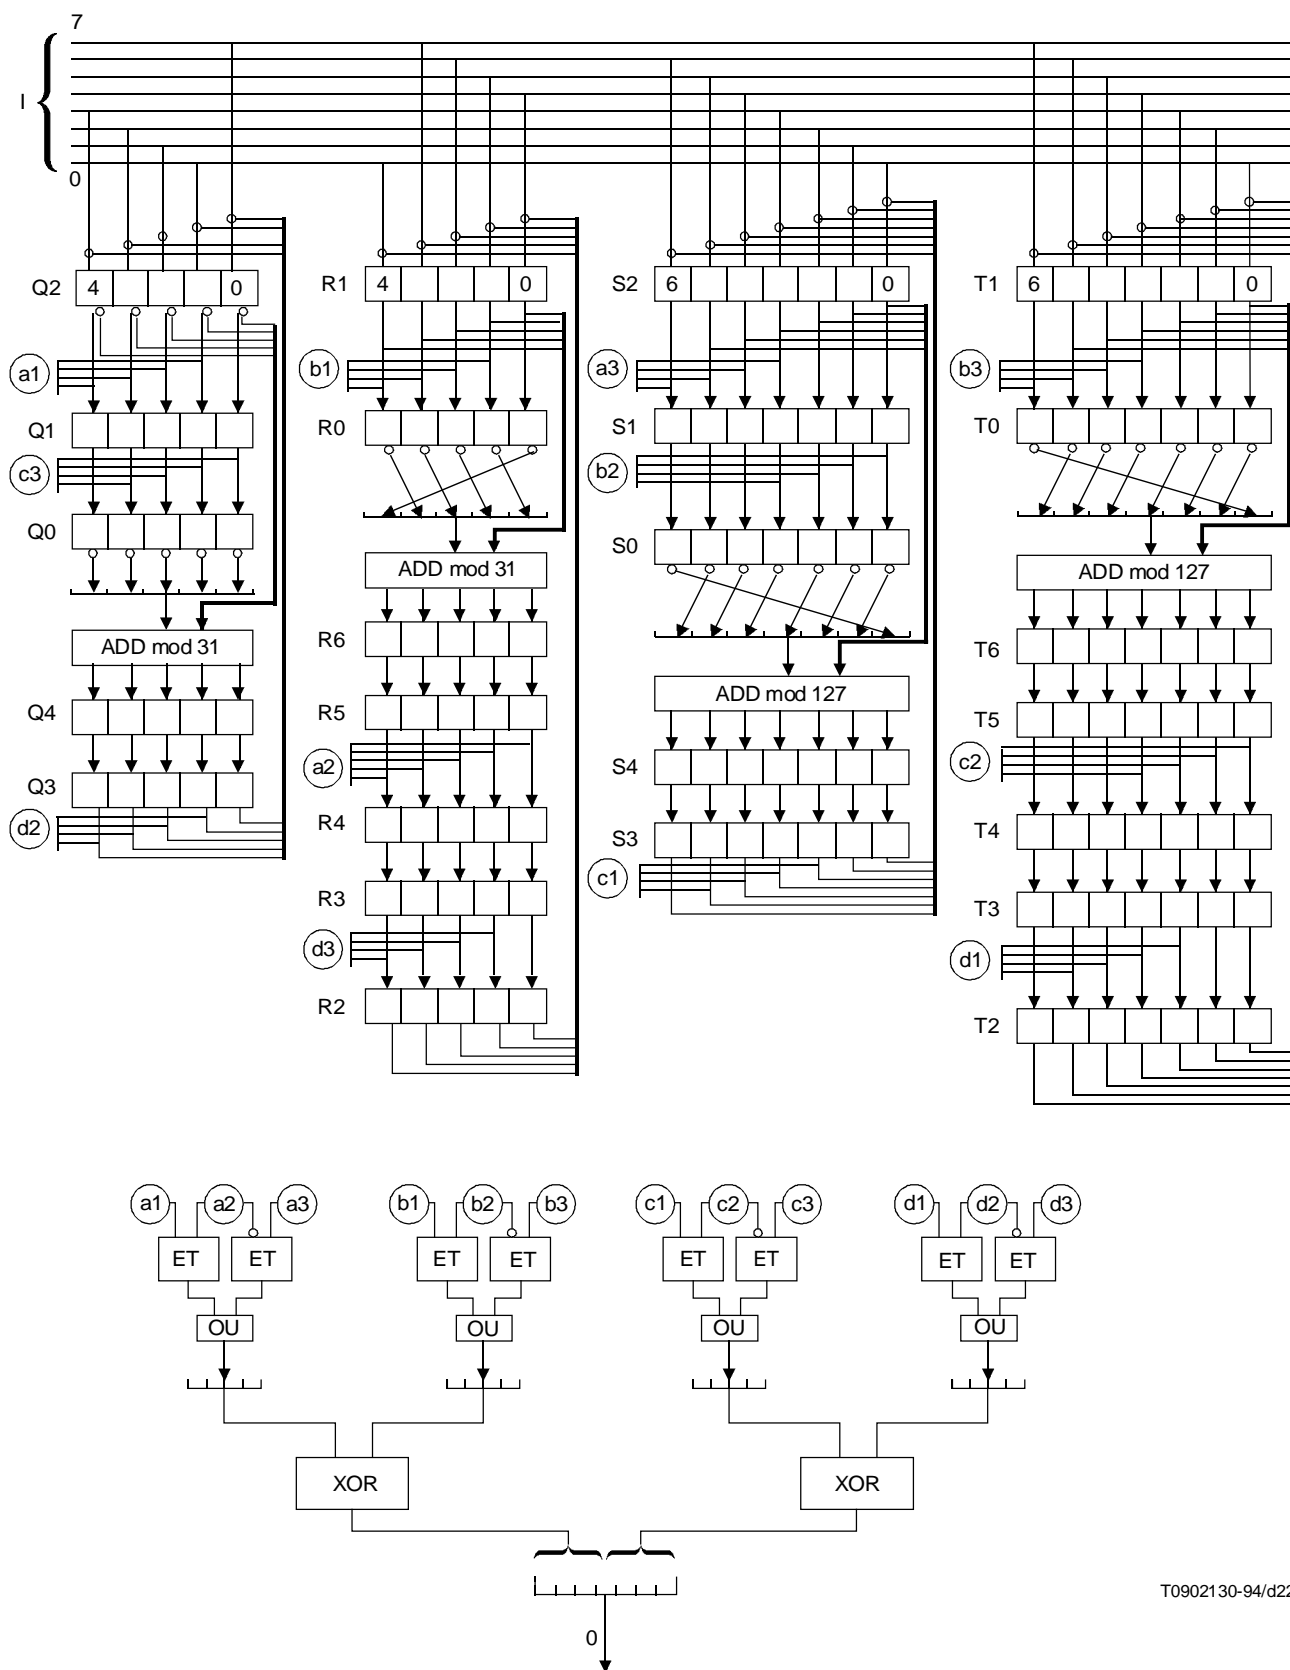 7
I
0
Q2 4 0 R1 4 0 S2 6 0 T1 6 0
a1 b1 a3 b3
Q1 R0 S1 T0
c3 b2
Q0 S0
ADD mod 31 ADD mod 127
ADD mod 31 R6 T6
ADD mod 127
Q4 R5 T5
a2 S4 c2
Q3 R4 T4
d2 S3
c1
R3 T3
d3 d1
R2 T2
a1 a2 a3 b1 b2 b3 c1 c2 c3 d1 d2 d3
ET ET ET ET ET ET ET ET
OU OU OU OU
XOR XOR
T0902130-94/d22
0